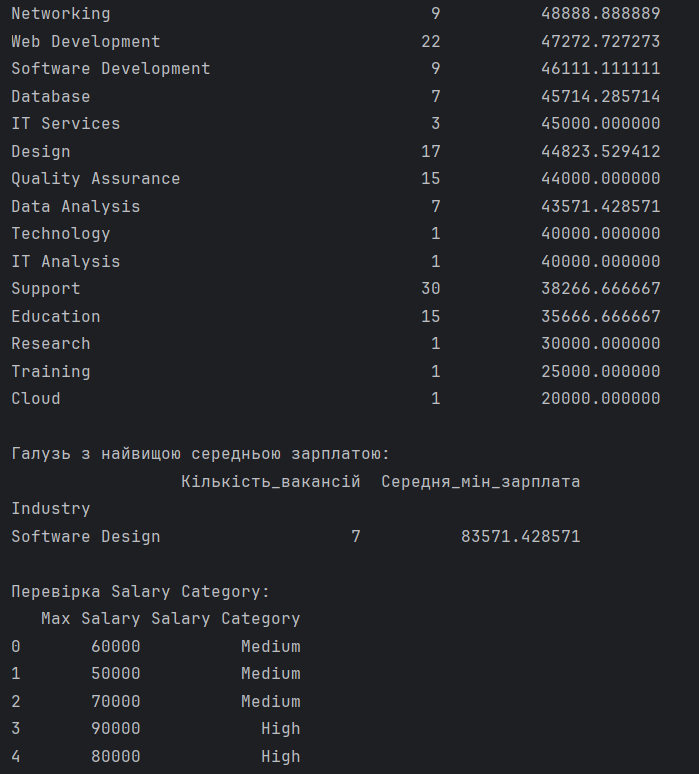 Networking 9 48888.888889
Web Development 22 47272.727273
Software Development 9 46111.111111
Database 7 45714.285714
IT Services 3 45000.000000
Design 17 44823.529412
Quality Assurance 15 44000.000000
Data Analysis 7 43571.428571
Technology 1 40000.000000
IT Analysis 1 40000.000000
Support 30 38266.666667
Education 15 35666.666667
Research 1 30000.000000
Training 1 25000.000000
Cloud 1 20000.000000
Галузь з найвищою середньою зарплатою:
Кількість_вакансій Середня_мін_зарплата
Industry
Software Design 7 83571.428571
Перевірка Salary Category:
Max Salary Salary Category
0 60000 Medium
1 50000 Medium
2 70000 Medium
3 90000 High
4 80000 High